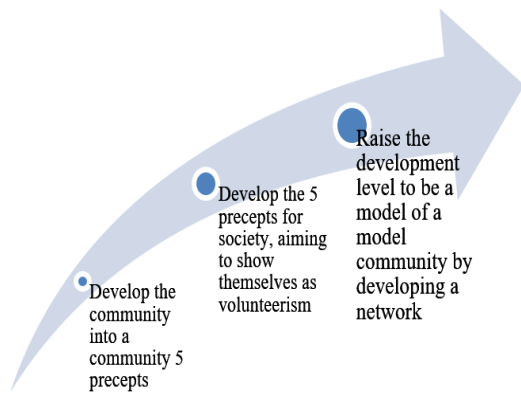 Develop the
community
into a
community 5
precepts
Develop the 5
precepts for
society, aiming
to show
themselves as
volunteerism
Raise the
development
level to be a
model of a
model
community by
developing a
network